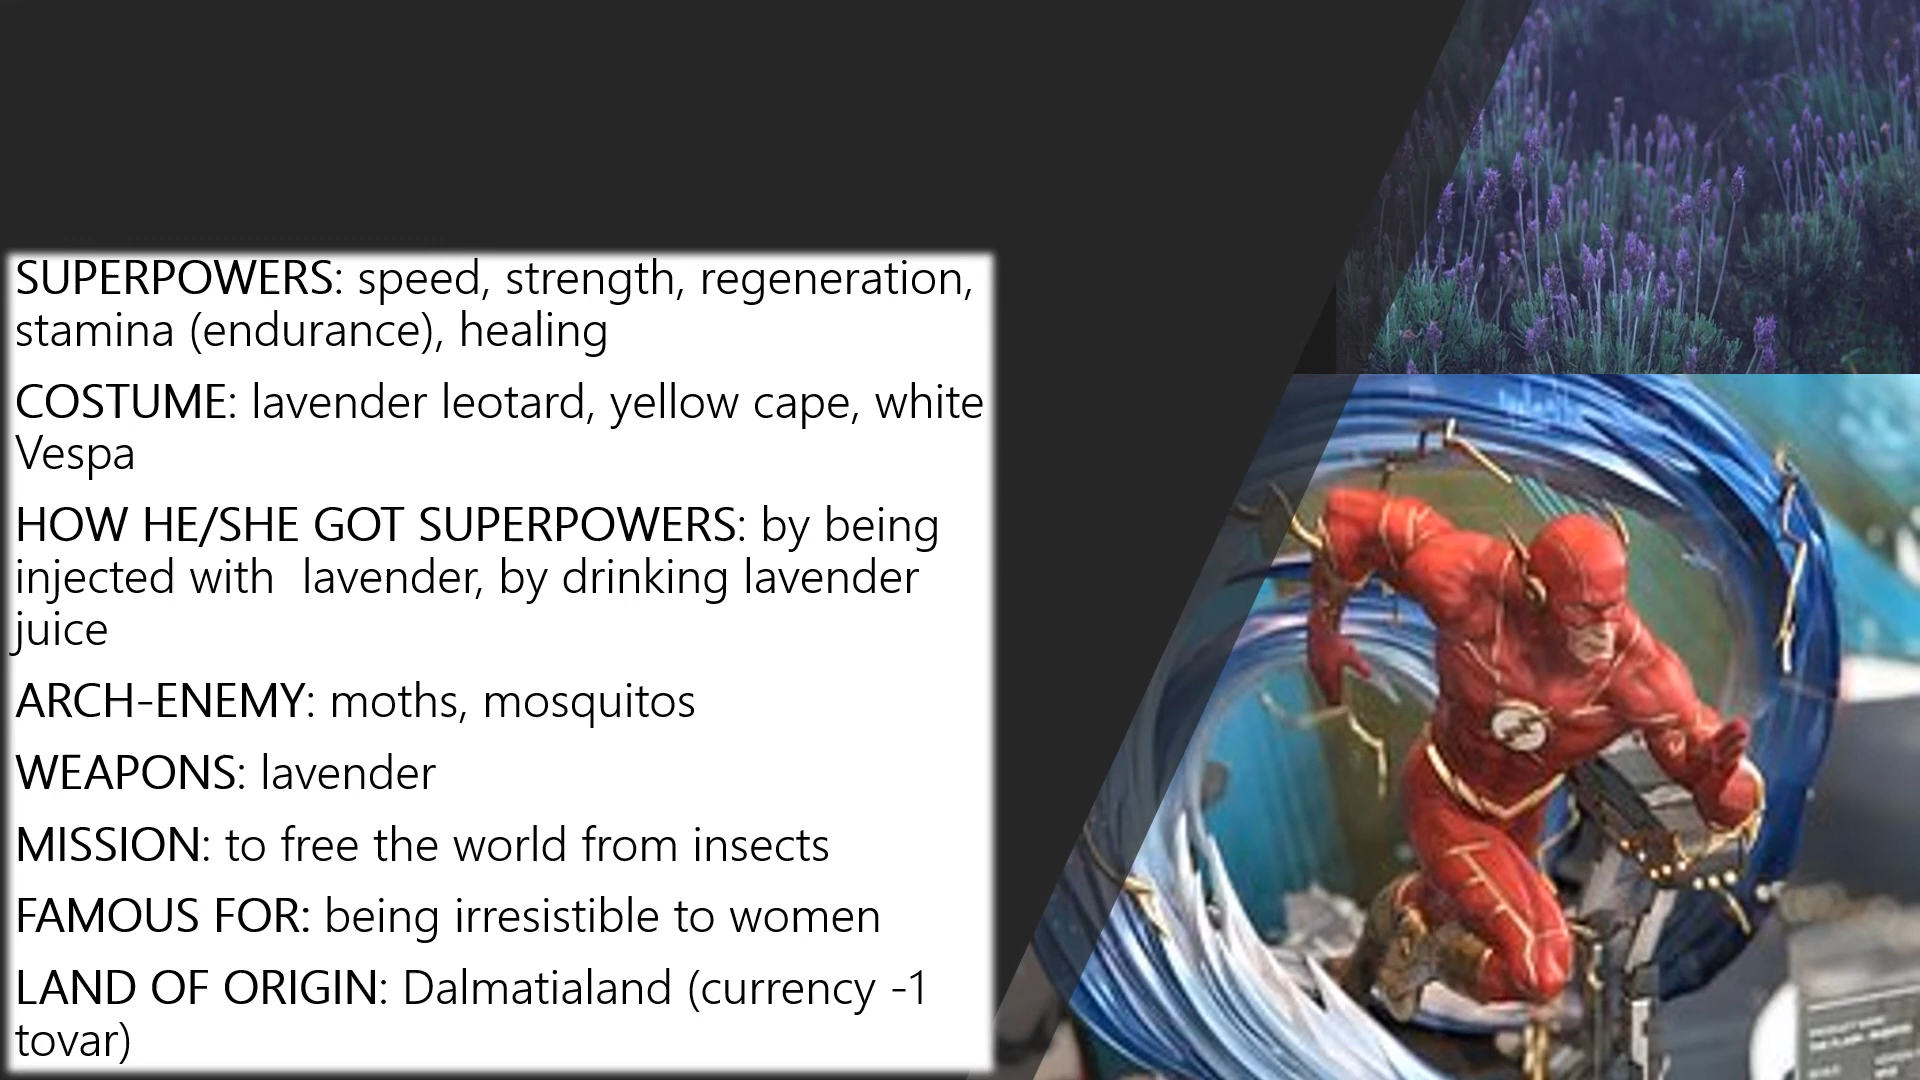 SUPERPOWERS: speed, strength, regeneration,
stamina (endurance), healing
COSTUME: lavender leotard, yellow cape, white
Vespa
HOW HE/SHE GOT SUPERPOWERS: by being
injected with  lavender, by drinking lavender
juice
ARCH-ENEMY: moths, mosquitos
WEAPONS: lavender
MISSION: to free the world from insects
FAMOUS FOR: being irresistible to women
LAND OF ORIGIN: Dalmatialand (currency -1
tovar)